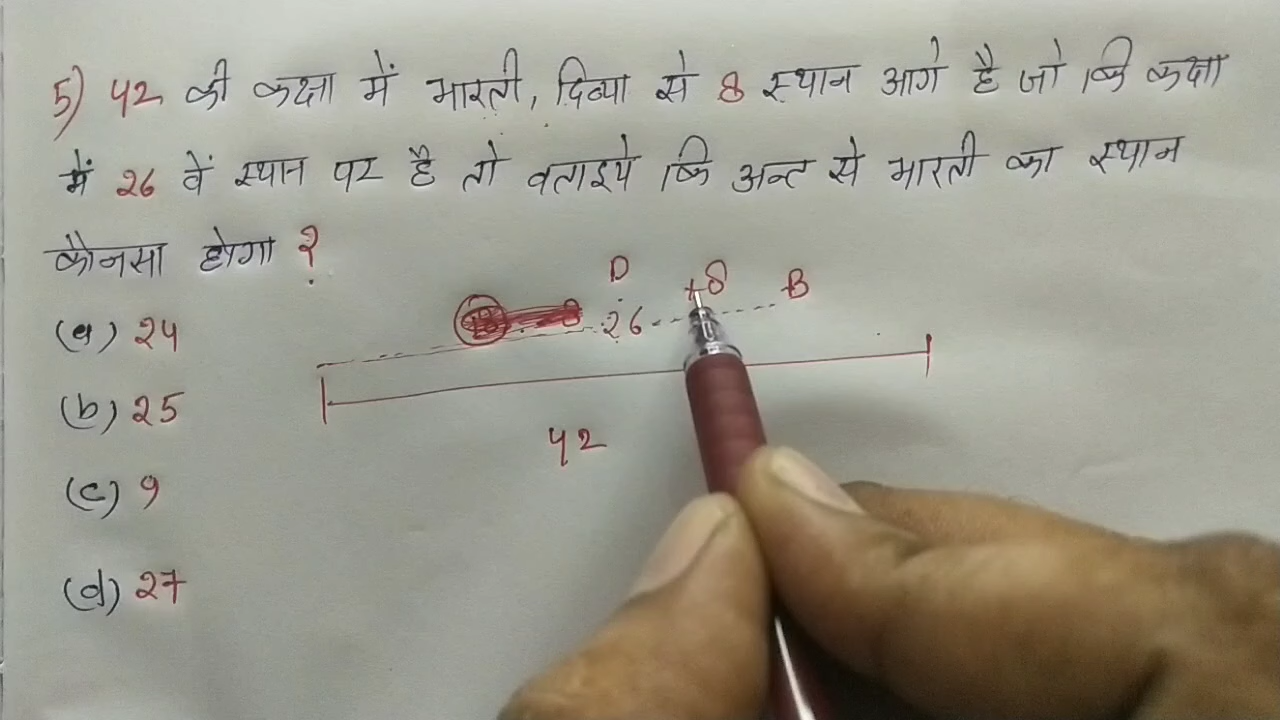 5) 42 की कक्षा में भारती, दिव्या से 8 स्थान आगे है जो कि कक्षा
में 26 वें स्थान पर है तो बताइये कि अन्त से भारती का स्थान
कौनसा होगा ?
D +8 B
26
(a) 24
(b) 25
42
(c) 9
(d) 27